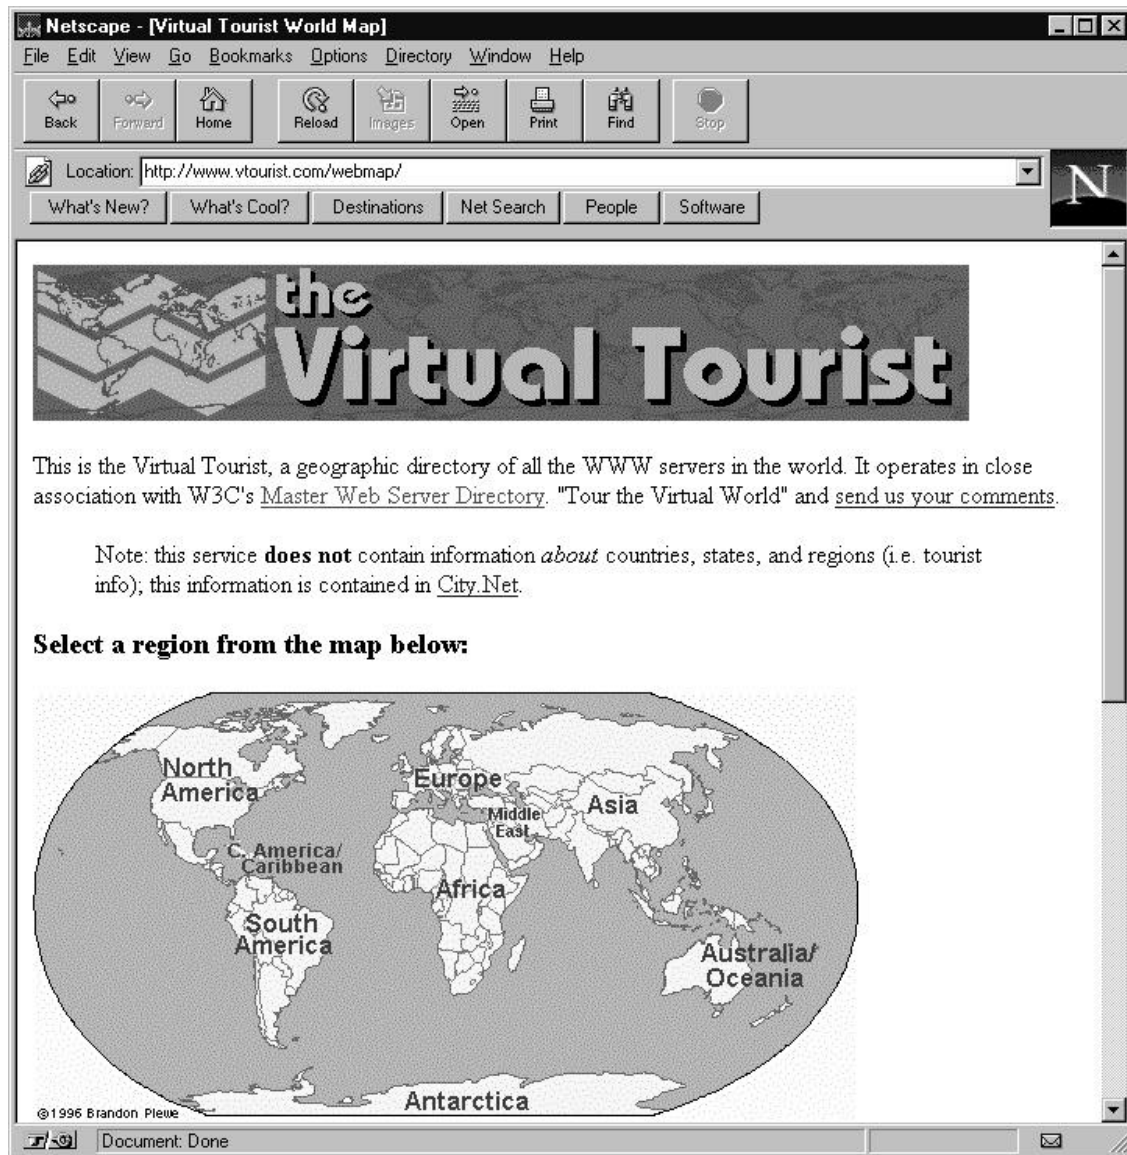 Netscape - [Virtual Tourist World Map]
File Edit View Go Bookmarks Options Directory Window Help
Back Forward Home Reload Images Open Print Find Stop
Location: http://www.vtourist.com/webmap/
N
What's New? What's Cool? Destinations Net Search People Software
the
Virtual Tourist
This is the Virtual Tourist, a geographic directory of all the WWW servers in the world. It operates in close
association with W3C's Master Web Server Directory. "Tour the Virtual World" and send us your comments.
Note: this service does not contain information about countries, states, and regions (i.e. tourist
info); this information is contained in City.Net.
Select a region from the map below:
North
America
Europe
Asia
Middle
East
C. America/
Caribbean
Africa
South
America
Australia/
Oceania
Antarctica
©1996 Brandon Plewe
Document: Done